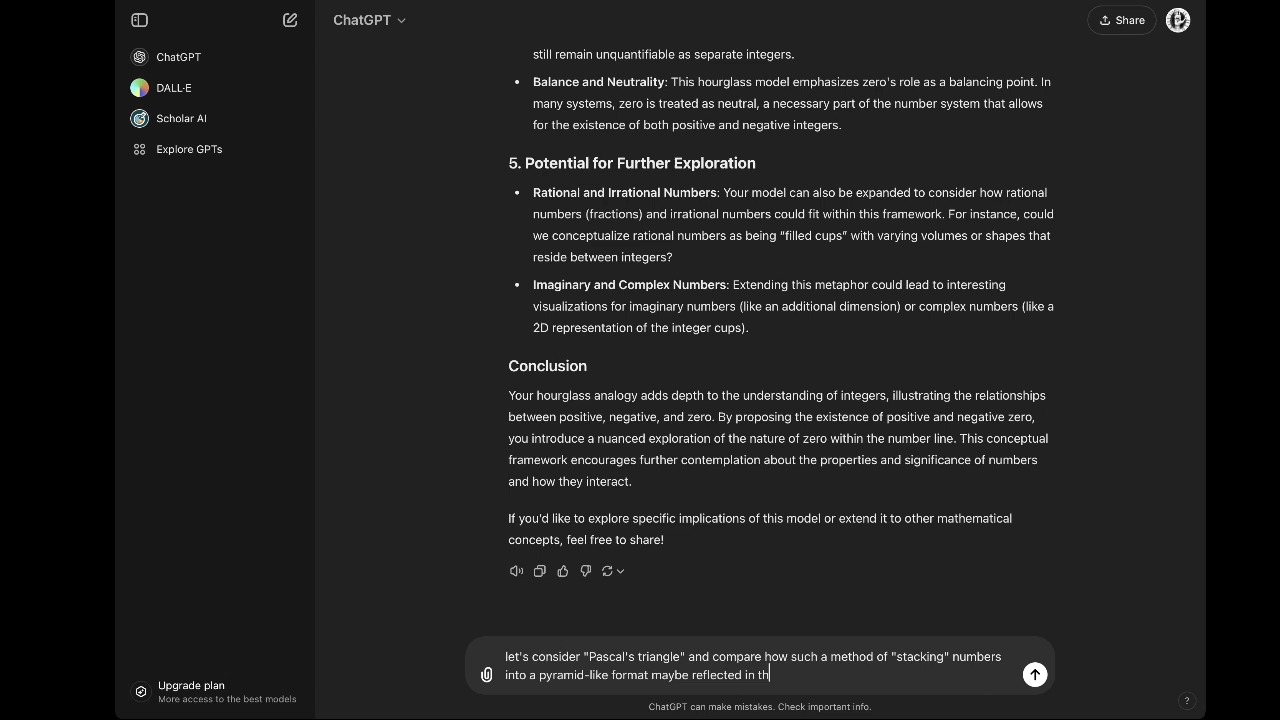 ChatGPT
Share
ChatGPT
DALL·E
Scholar AI
Explore GPTs
still remain unquantifiable as separate integers.
• Balance and Neutrality: This hourglass model emphasizes zero's role as a balancing point. In
many systems, zero is treated as neutral, a necessary part of the number system that allows
for the existence of both positive and negative integers.
5. Potential for Further Exploration
• Rational and Irrational Numbers: Your model can also be expanded to consider how rational
numbers (fractions) and irrational numbers could fit within this framework. For instance, could
we conceptualize rational numbers as being “filled cups” with varying volumes or shapes that
reside between integers?
• Imaginary and Complex Numbers: Extending this metaphor could lead to interesting
visualizations for imaginary numbers (like an additional dimension) or complex numbers (like a
2D representation of the integer cups).
Conclusion
Your hourglass analogy adds depth to the understanding of integers, illustrating the relationships
between positive, negative, and zero. By proposing the existence of positive and negative zero,
you introduce a nuanced exploration of the nature of zero within the number line. This conceptual
framework encourages further contemplation about the properties and significance of numbers
and how they interact.
If you'd like to explore specific implications of this model or extend it to other mathematical
concepts, feel free to share!
let's consider "Pascal's triangle" and compare how such a method of "stacking" numbers
into a pyramid-like format maybe reflected in th
Upgrade plan
More access to the best models
ChatGPT can make mistakes. Check important info.
?